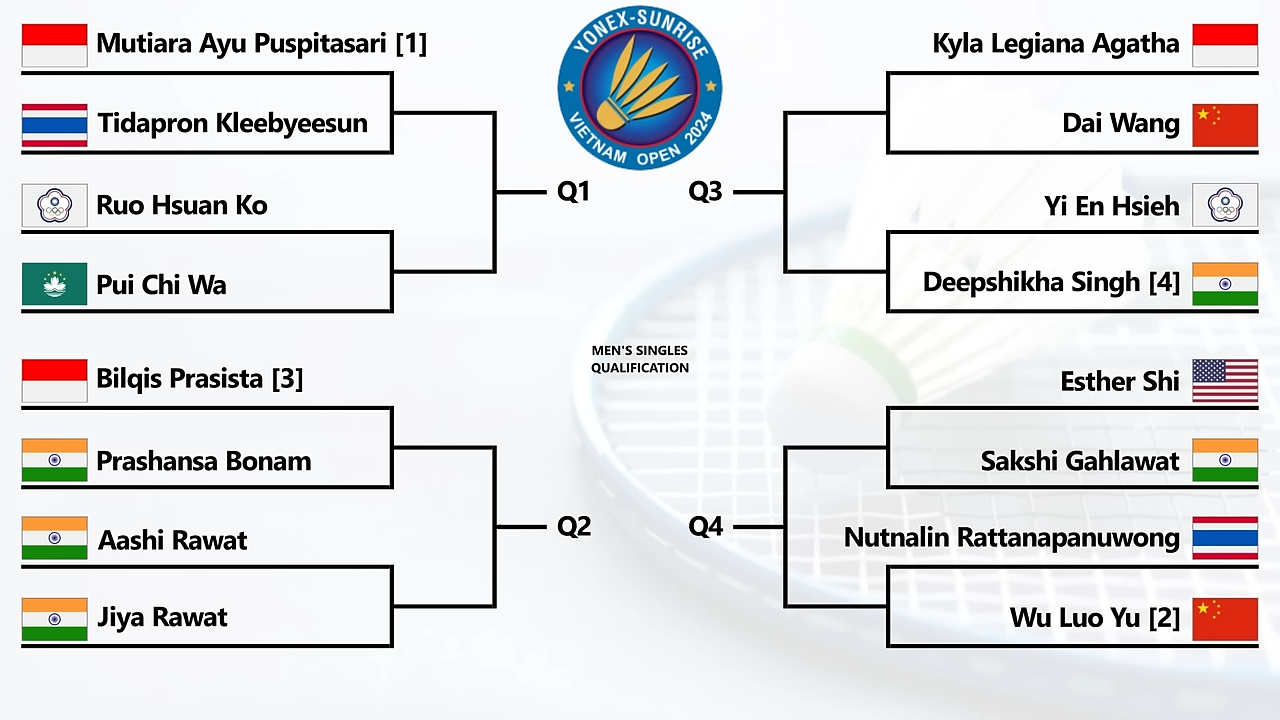 Mutiara Ayu Puspitasari [1]
Tidapron Kleebyeesun
Ruo Hsuan Ko
Pui Chi Wa
Q1
Bilqis Prasista [3]
Prashansa Bonam
Aashi Rawat
Jiya Rawat
Q2
YONEX-SUNRISE
VIETNAM OPEN 2024
MEN'S SINGLES
QUALIFICATION
Kyla Legiana Agatha
Dai Wang
Yi En Hsieh
Deepshikha Singh [4]
Q3
Esther Shi
Sakshi Gahlawat
Nutnalin Rattanapanuwong
Wu Luo Yu [2]
Q4